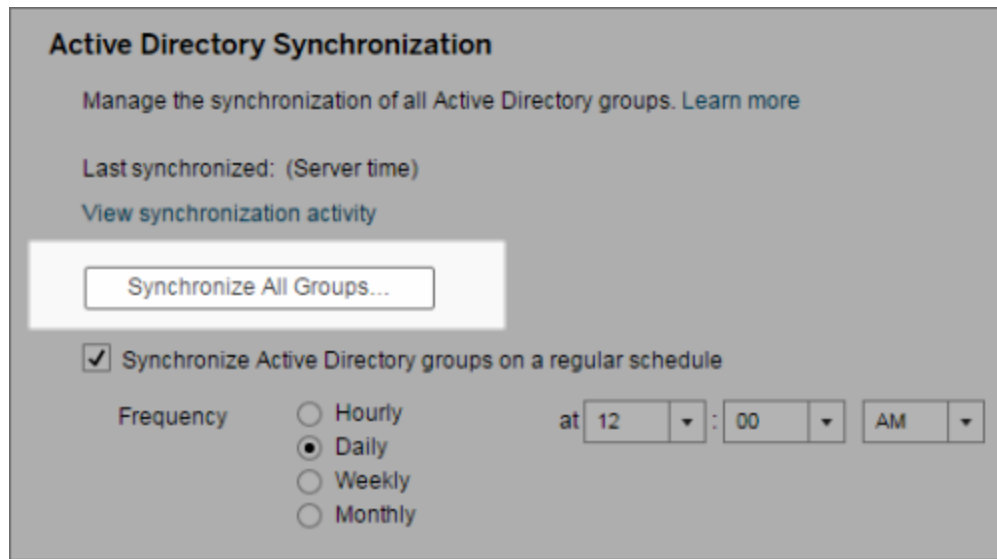 Active Directory Synchronization
Manage the synchronization of all Active Directory groups. Learn more
Last synchronized: (Server time)
View synchronization activity
Synchronize All Groups...
Synchronize Active Directory groups on a regular schedule
Frequency Hourly at 12 : 00 AM
Daily
Weekly
Monthly